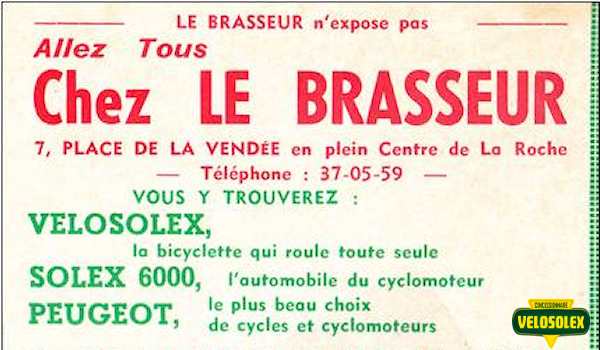 LE BRASSEUR n'expose pas
Allez Tous
Chez LE BRASSEUR
7, PLACE DE LA VENDÉE en plein Centre de La Roche
— Téléphone : 37-05-59 —
VOUS Y TROUVEREZ :
VELOSOLEX,
la bicyclette qui roule toute seule
SOLEX 6000, l'automobile du cyclomoteur
PEUGEOT, le plus beau choix
de cycles et cyclomoteurs
CONCESSIONNAIRE
VELOSOLEX